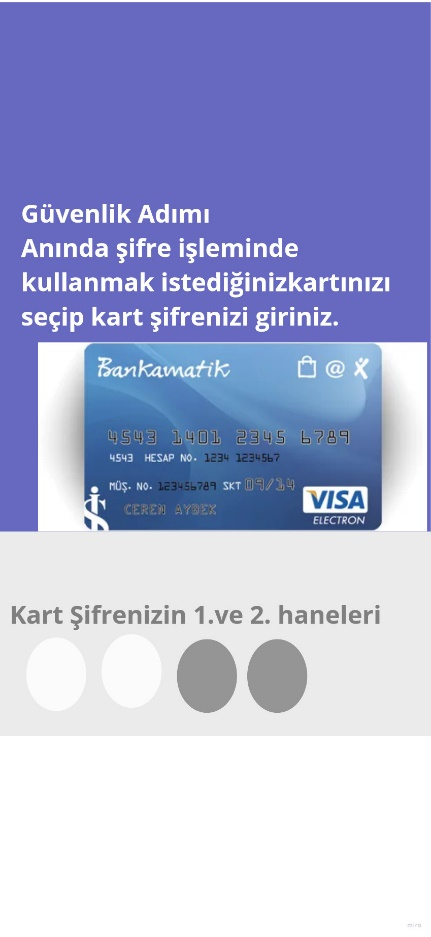 Güvenlik Adımı
Anında şifre işleminde
kullanmak istediğinizkartınızı
seçip kart şifrenizi giriniz.
Bankamatik
4543 1401 2345 6789
4543 HESAP NO. 1234 1234567
MÜŞ. NO. 123456789 SKT 09/14
CEREN AYBEK
VISA
ELECTRON
Kart Şifrenizin 1.ve 2. haneleri
miro